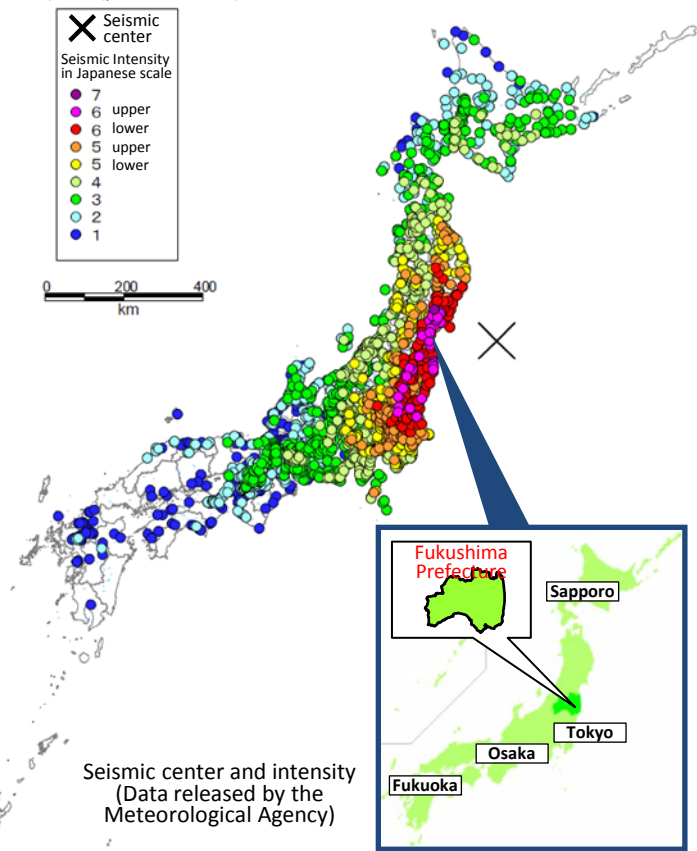 Seismic
center
Seismic Intensity
in Japanese scale
7
6 upper
6 lower
5 upper
5 lower
4
3
2
1
0 200 400
km
Fukushima
Prefecture
Sapporo
Tokyo
Osaka
Fukuoka
Seismic center and intensity
(Data released by the
Meteorological Agency)